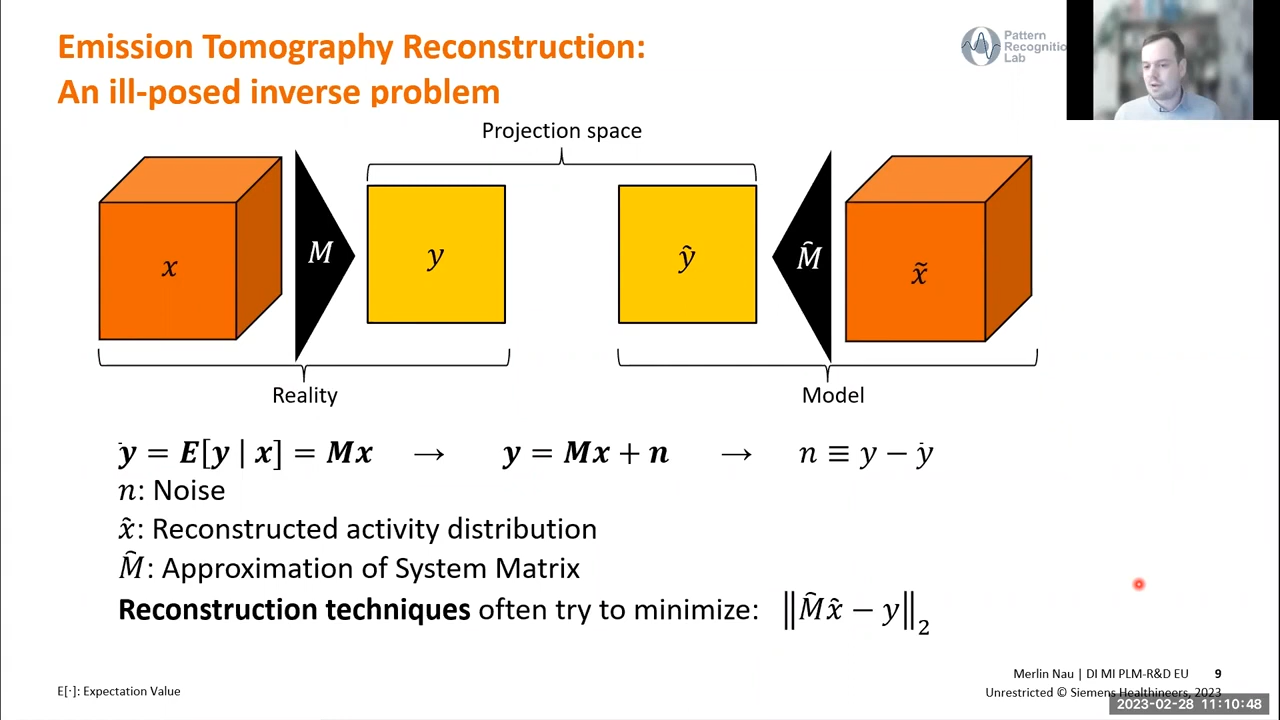 Emission Tomography Reconstruction:
An ill-posed inverse problem
Pattern
Recognitio
Lab
Projection space
x
M
y
ỹ
M̂
x̃
Reality
Model
ẏ = E[y | x] = Mx → y = Mx + n → n ≡ y − ẏ
n: Noise
x̂: Reconstructed activity distribution
M̂: Approximation of System Matrix
Reconstruction techniques often try to minimize: ‖M̂x̂ − y‖₂
E[·]: Expectation Value
Merlin Nau | DI MI PLM-R&D EU 9
Unrestricted © Siemens Healthineers, 2023
2023-02-28 11:10:48